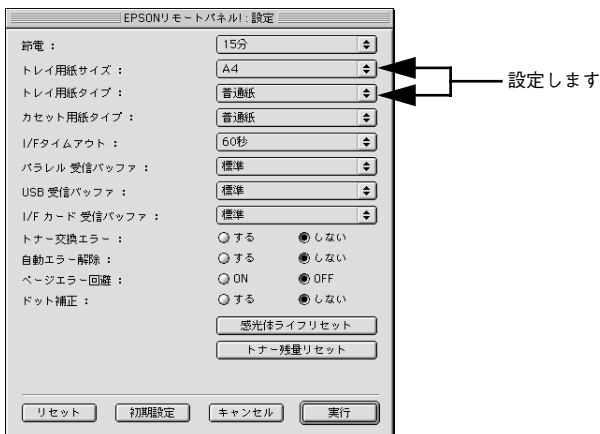 EPSONリモートパネル!:設定
節電: 15分
トレイ用紙サイズ: A4
トレイ用紙タイプ: 普通紙
設定します
カセット用紙タイプ: 普通紙
I/Fタイムアウト: 60秒
パラレル 受信バッファ: 標準
USB 受信バッファ: 標準
I/F カード 受信バッファ: 標準
トナー交換エラー: する しない
自動エラー解除: する しない
ページエラー回避: ON OFF
ドット補正: する しない
感光体ライフリセット
トナー残量リセット
リセット 初期設定 キャンセル 実行